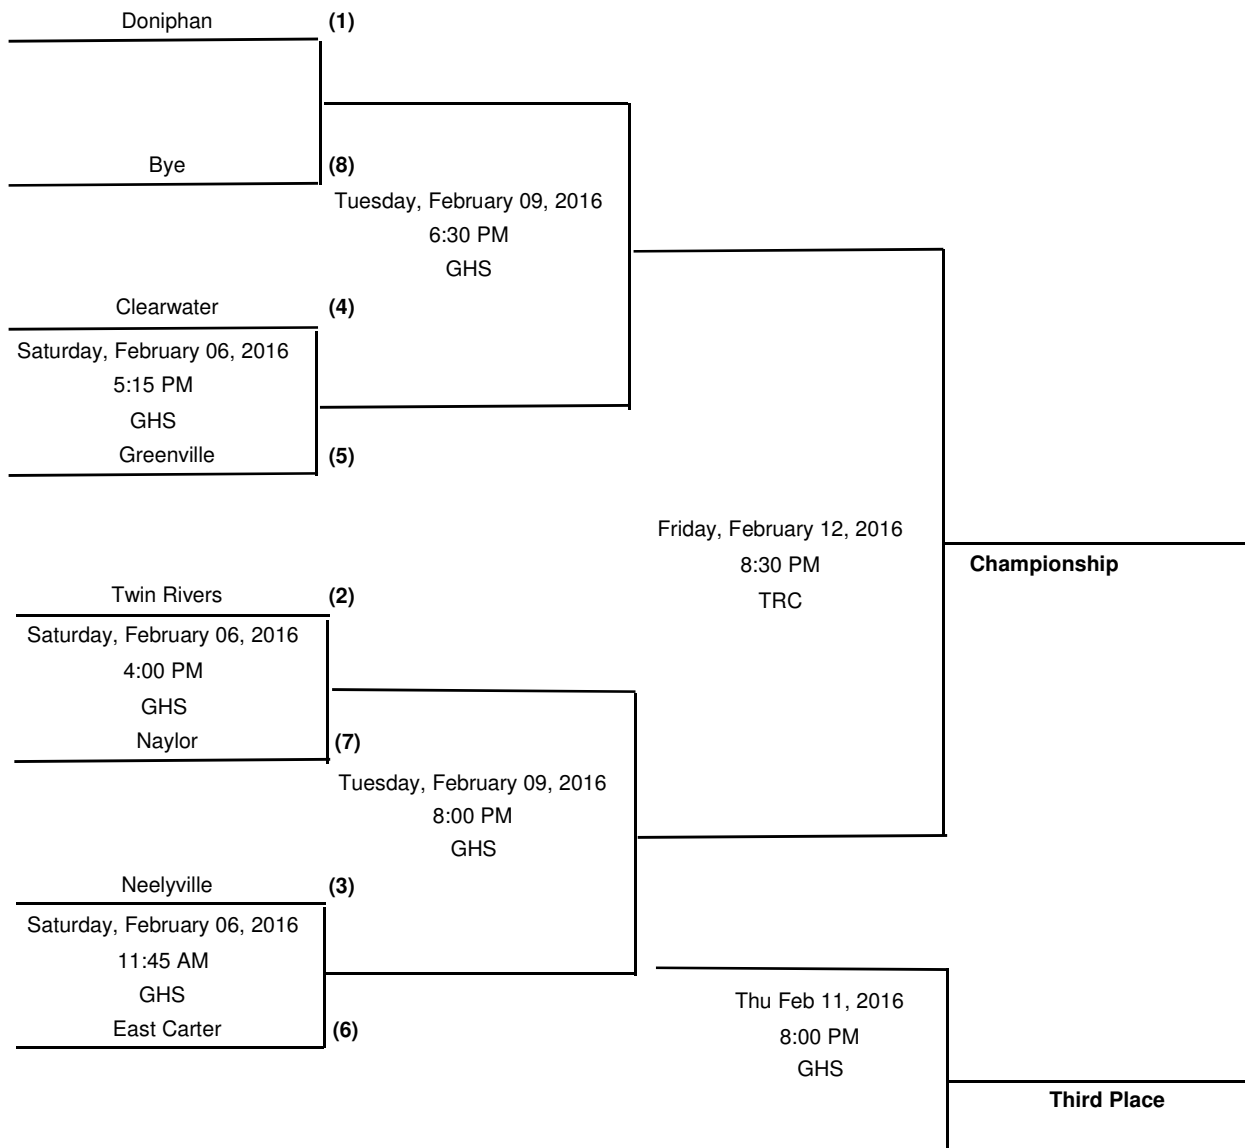 Doniphan (1)
Bye (8)
Tuesday, February 09, 2016
6:30 PM
GHS
Clearwater (4)
Saturday, February 06, 2016
5:15 PM
GHS
Greenville (5)
Friday, February 12, 2016
8:30 PM
TRC
Championship
Twin Rivers (2)
Saturday, February 06, 2016
4:00 PM
GHS
Naylor (7)
Tuesday, February 09, 2016
8:00 PM
GHS
Neelyville (3)
Saturday, February 06, 2016
11:45 AM
GHS
East Carter (6)
Thu Feb 11, 2016
8:00 PM
GHS
Third Place